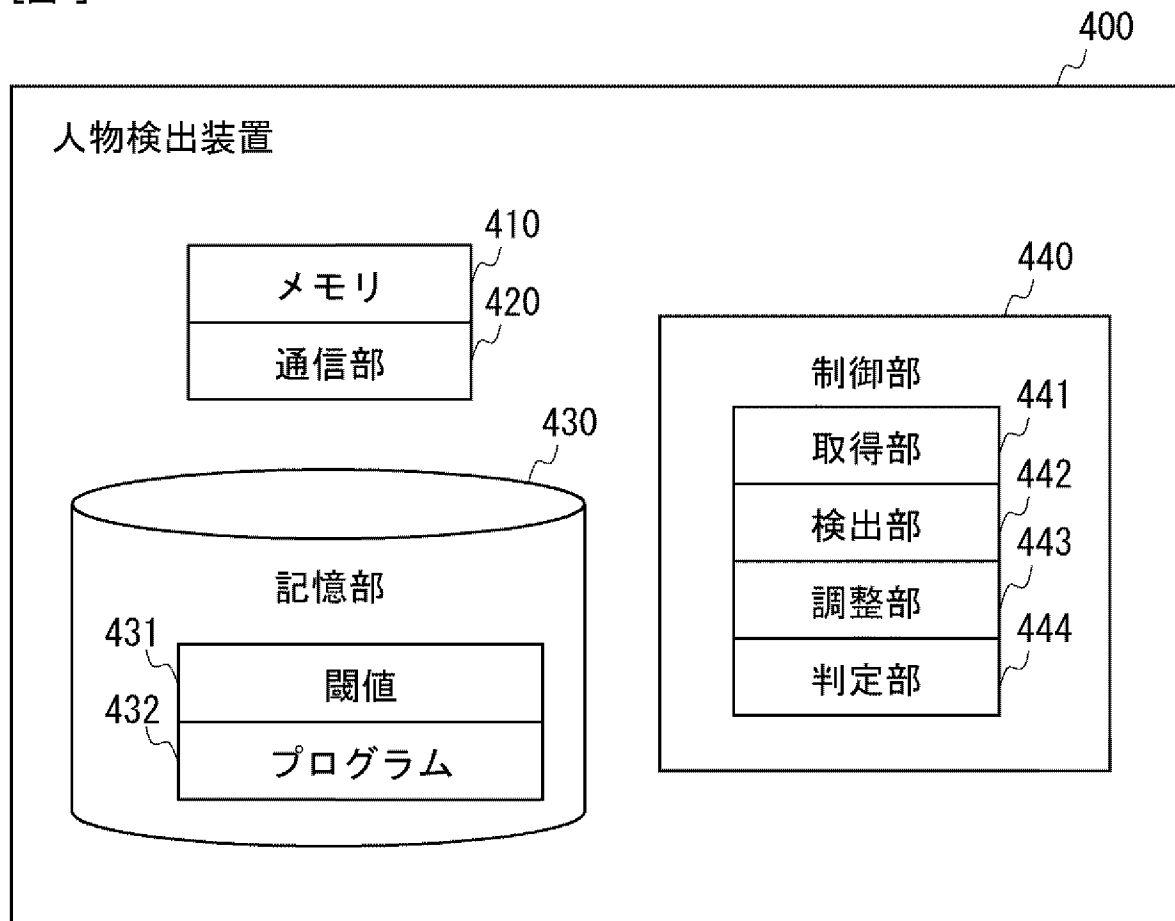 400
人物検出装置
410
メモリ
420
通信部
430
記憶部
431
閾値
432
プログラム
440
制御部
441
取得部
442
検出部
443
調整部
444
判定部